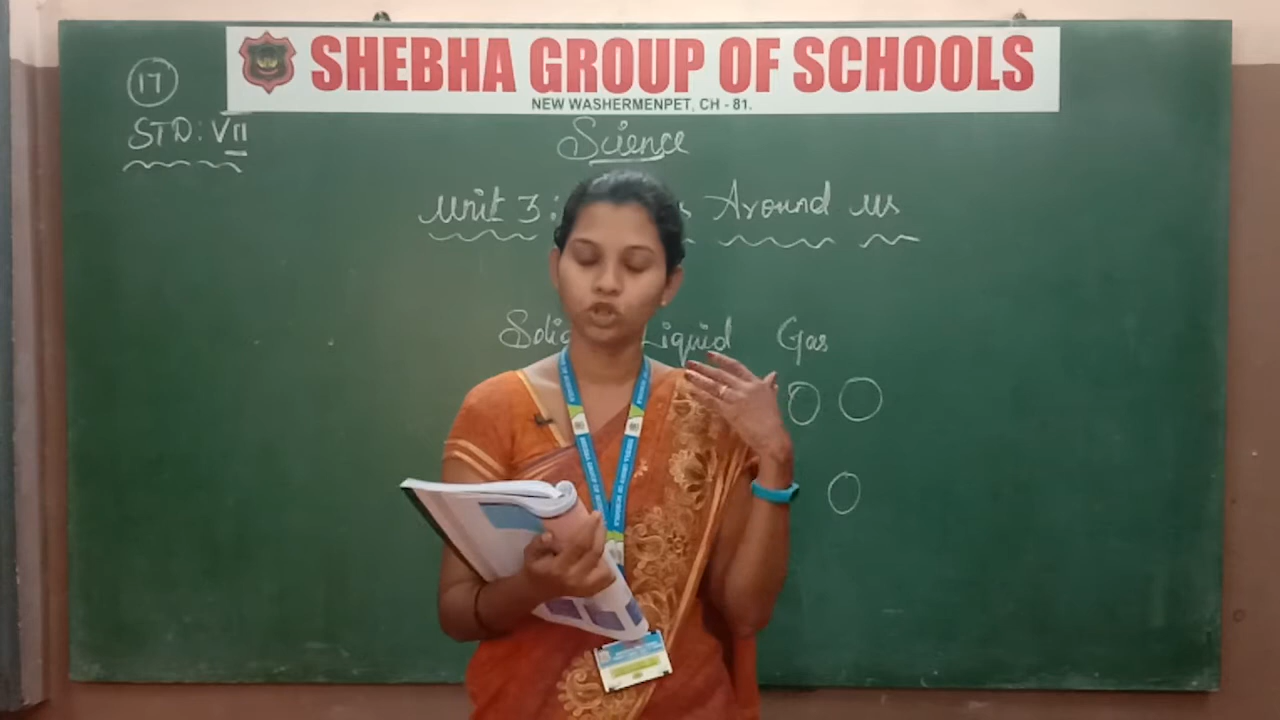 SHEBHA GROUP OF SCHOOLS
NEW WASHERMENPET, CH - 81.
17
STD: VII
Science
Unit 3: Around us
Liquid Gas